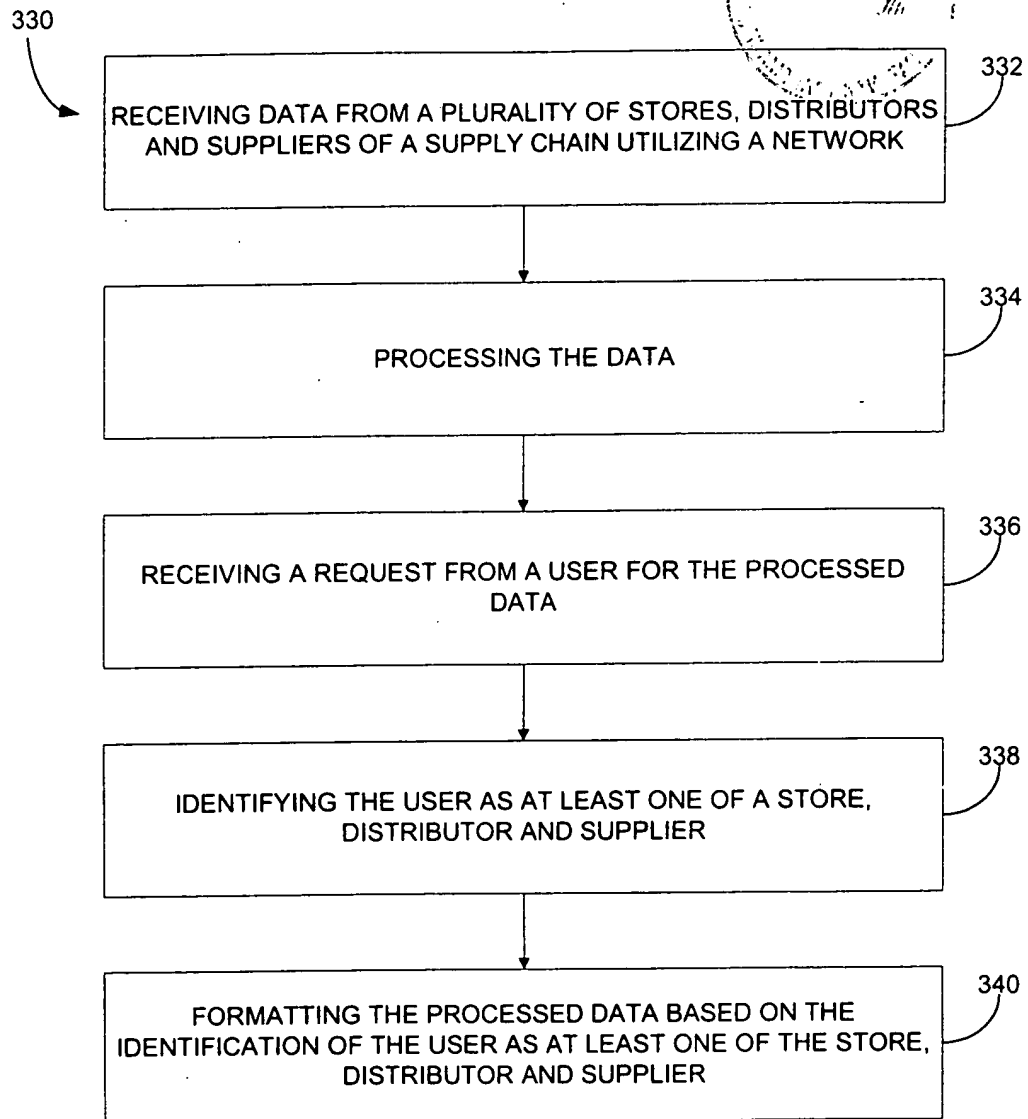 330
332
RECEIVING DATA FROM A PLURALITY OF STORES, DISTRIBUTORS
AND SUPPLIERS OF A SUPPLY CHAIN UTILIZING A NETWORK
334
PROCESSING THE DATA
336
RECEIVING A REQUEST FROM A USER FOR THE PROCESSED
DATA
338
IDENTIFYING THE USER AS AT LEAST ONE OF A STORE,
DISTRIBUTOR AND SUPPLIER
340
FORMATTING THE PROCESSED DATA BASED ON THE
IDENTIFICATION OF THE USER AS AT LEAST ONE OF THE STORE,
DISTRIBUTOR AND SUPPLIER